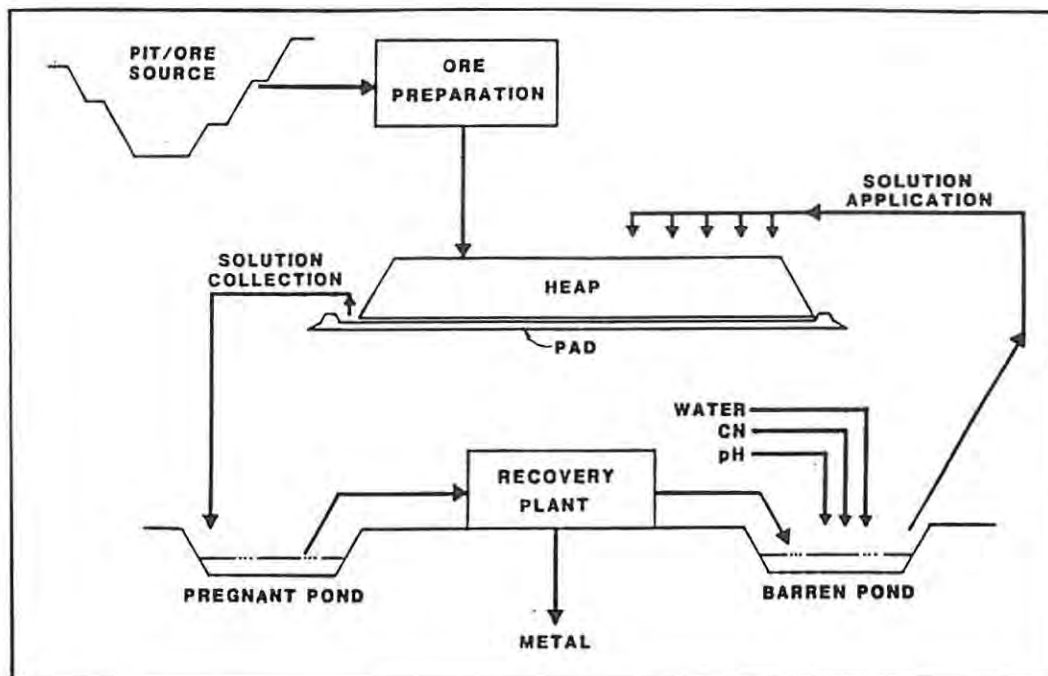 PIT/ORE
SOURCE
ORE
PREPARATION
SOLUTION
APPLICATION
SOLUTION
COLLECTION
HEAP
PAD
WATER
CN
pH
RECOVERY
PLANT
PREGNANT POND
BARREN POND
METAL